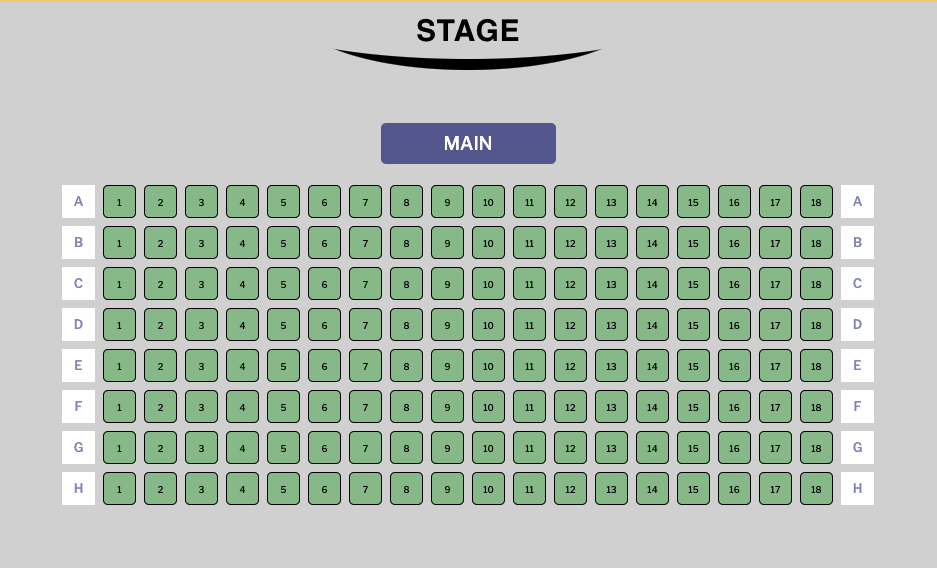 STAGE
MAIN
A 1 2 3 4 5 6 7 8 9 10 11 12 13 14 15 16 17 18 A
B 1 2 3 4 5 6 7 8 9 10 11 12 13 14 15 16 17 18 B
C 1 2 3 4 5 6 7 8 9 10 11 12 13 14 15 16 17 18 C
D 1 2 3 4 5 6 7 8 9 10 11 12 13 14 15 16 17 18 D
E 1 2 3 4 5 6 7 8 9 10 11 12 13 14 15 16 17 18 E
F 1 2 3 4 5 6 7 8 9 10 11 12 13 14 15 16 17 18 F
G 1 2 3 4 5 6 7 8 9 10 11 12 13 14 15 16 17 18 G
H 1 2 3 4 5 6 7 8 9 10 11 12 13 14 15 16 17 18 H